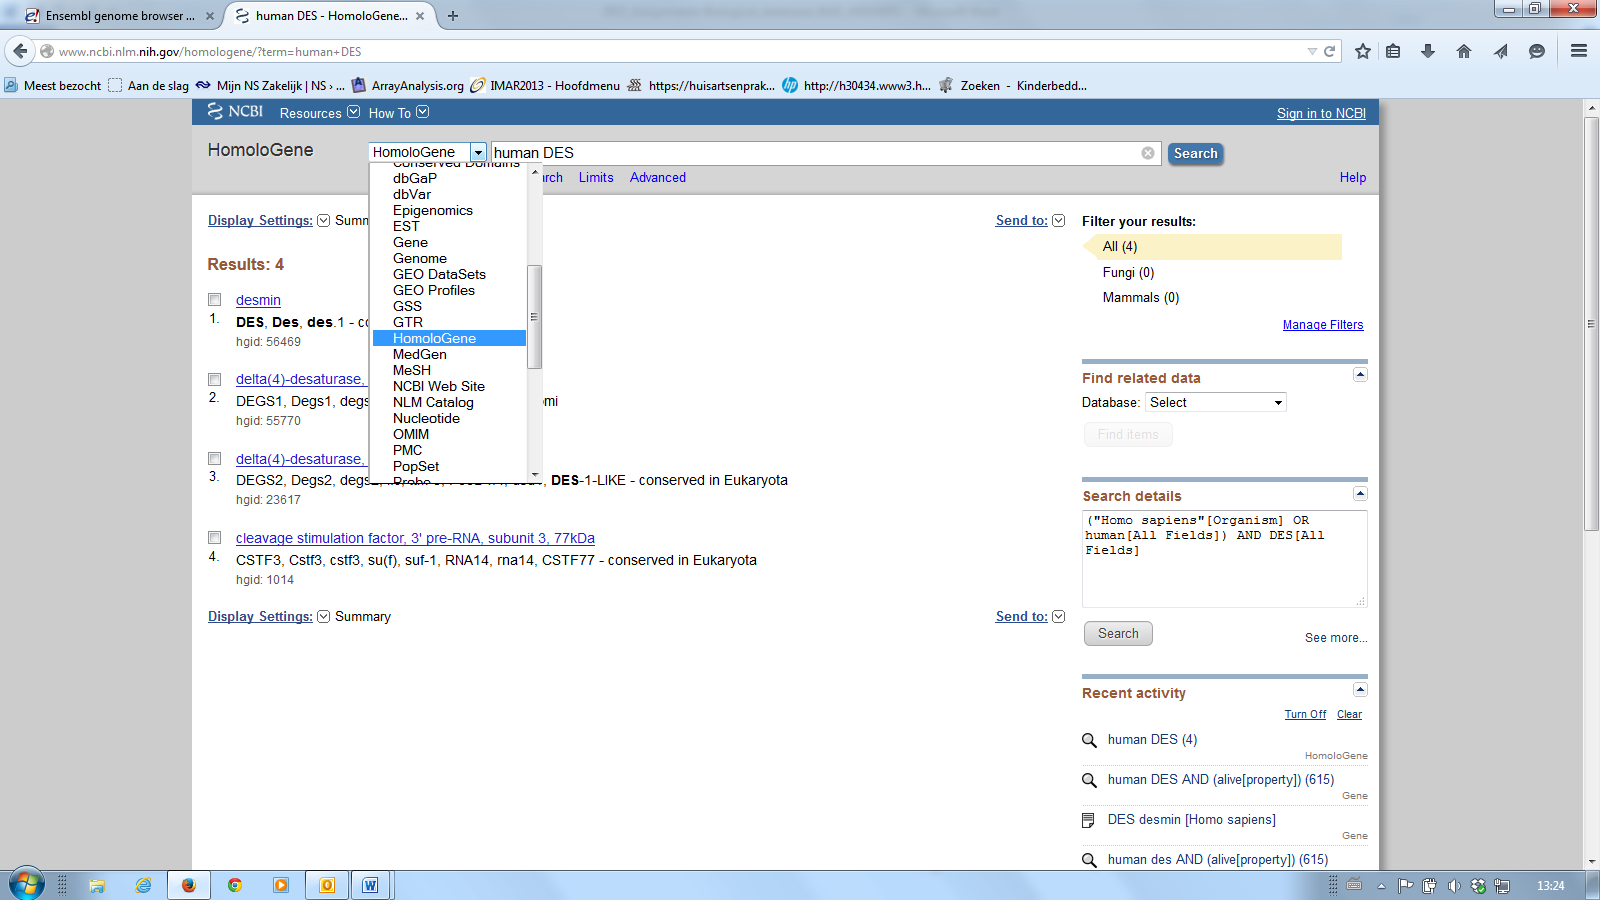 Ensembl genome browser ...
human DES - HomoloGene...
www.ncbi.nlm.nih.gov/homologene/?term=human+DES
Meest bezocht
Aan de slag
Mijn NS Zakelijk | NS › ...
ArrayAnalysis.org
IMAR2013 - Hoofdmenu
https://huisartsenprak...
http://h30434.www3.h...
Zoeken - Kinderbedd...
NCBI
Resources
How To
Sign in to NCBI
HomoloGene
HomoloGene
human DES
Search
Limits
Advanced
Help
Conserved Domains
dbGaP
dbVar
Epigenomics
EST
Gene
Genome
GEO DataSets
GEO Profiles
GSS
GTR
HomoloGene
MedGen
MeSH
NCBI Web Site
NLM Catalog
Nucleotide
OMIM
PMC
PopSet
Probe
Display Settings:
Send to:
Results: 4
desmin
1.
DES, Des, des.1 - co
hgid: 56469
delta(4)-desaturase,
2.
DEGS1, Degs1, degs
hgid: 55770
delta(4)-desaturase,
3.
DEGS2, Degs2, degs2, DES-1-LIKE - conserved in Eukaryota
hgid: 23617
cleavage stimulation factor, 3' pre-RNA, subunit 3, 77kDa
4.
CSTF3, Cstf3, cstf3, su(f), suf-1, RNA14, rna14, CSTF77 - conserved in Eukaryota
hgid: 1014
Display Settings: Summary
Send to:
Filter your results:
All (4)
Fungi (0)
Mammals (0)
Manage Filters
Find related data
Database: Select
Find items
Search details
("Homo sapiens"[Organism] OR
human[All Fields]) AND DES[All
Fields]
Search
See more...
Recent activity
Turn Off Clear
human DES (4)
HomoloGene
human DES AND (alive[property]) (615)
Gene
DES desmin [Homo sapiens]
Gene
human des AND (alive[property]) (615)
13:24